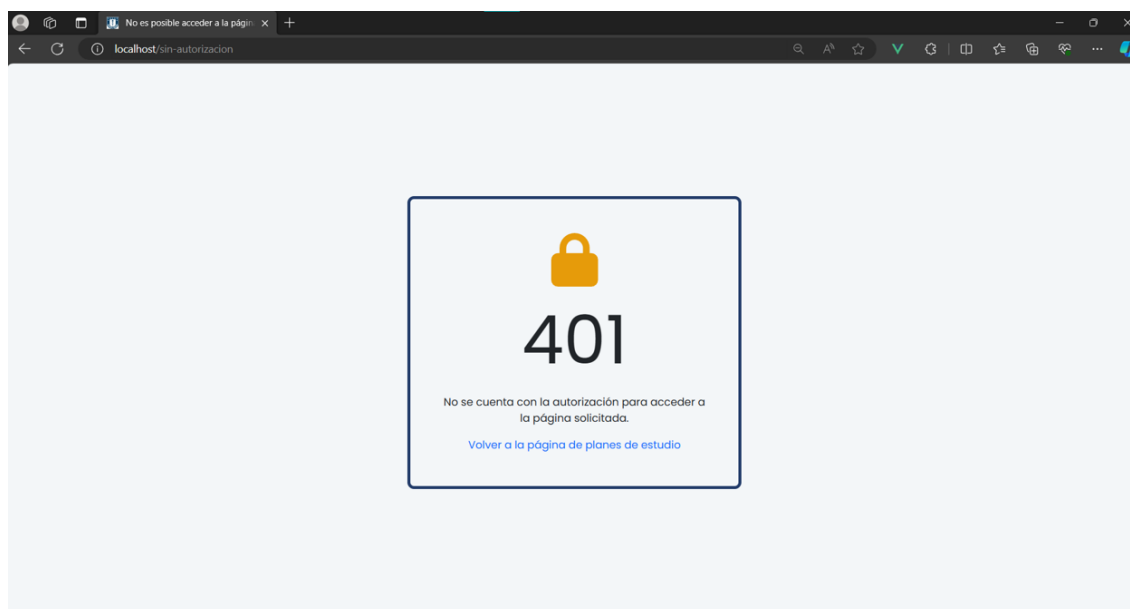 No es posible acceder a la págin
localhost/sin-autorizacion
401
No se cuenta con la autorización para acceder a
la página solicitada.
Volver a la página de planes de estudio